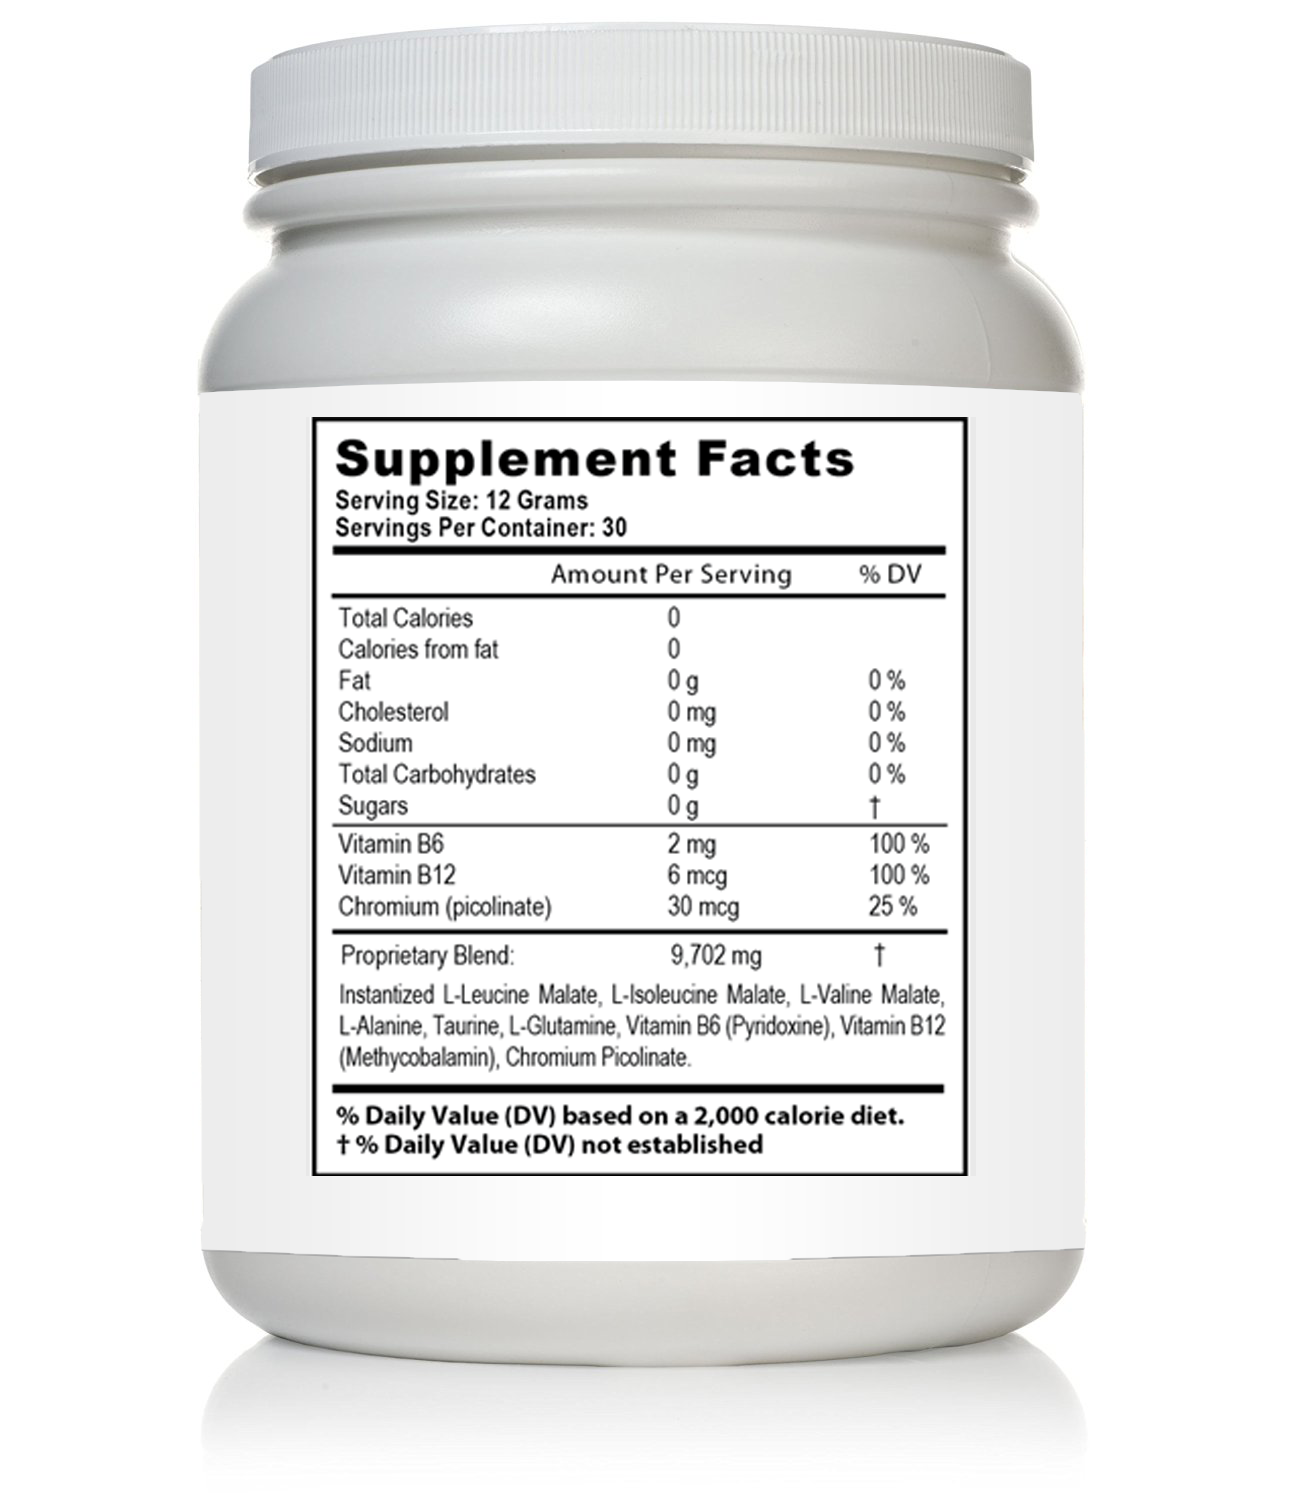 Supplement Facts
Serving Size: 12 Grams
Servings Per Container: 30
Amount Per Serving % DV
Total Calories 0
Calories from fat 0
Fat 0 g 0 %
Cholesterol 0 mg 0 %
Sodium 0 mg 0 %
Total Carbohydrates 0 g 0 %
Sugars 0 g †
Vitamin B6 2 mg 100 %
Vitamin B12 6 mcg 100 %
Chromium (picolinate) 30 mcg 25 %
Proprietary Blend: 9,702 mg †
Instantized L-Leucine Malate, L-Isoleucine Malate, L-Valine Malate,
L-Alanine, Taurine, L-Glutamine, Vitamin B6 (Pyridoxine), Vitamin B12
(Methycobalamin), Chromium Picolinate.
% Daily Value (DV) based on a 2,000 calorie diet.
† % Daily Value (DV) not established